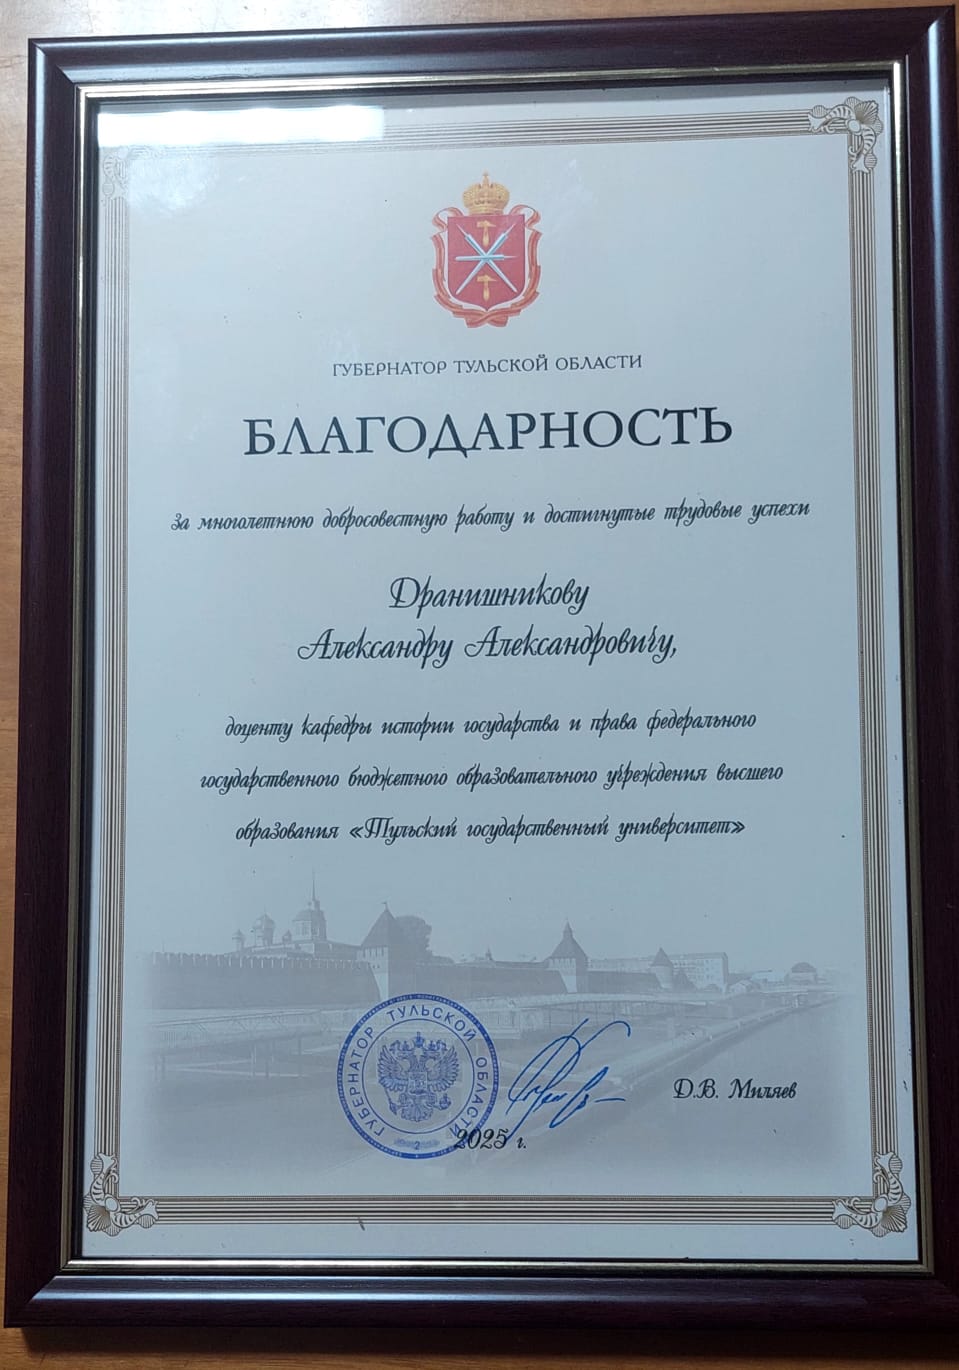 ГУБЕРНАТОР ТУЛЬСКОЙ ОБЛАСТИ
БЛАГОДАРНОСТЬ
за многолетнюю добросовестную работу и достигнутые трудовые успехи
Дранишникову
Александру Александровичу,
доценту кафедры истории государства и права федерального
государственного бюджетного образовательного учреждения высшего
образования «Тульский государственный университет»
ГУБЕРНАТОР ТУЛЬСКОЙ ОБЛАСТИ
2
Д.В. Миляев
2025 г.